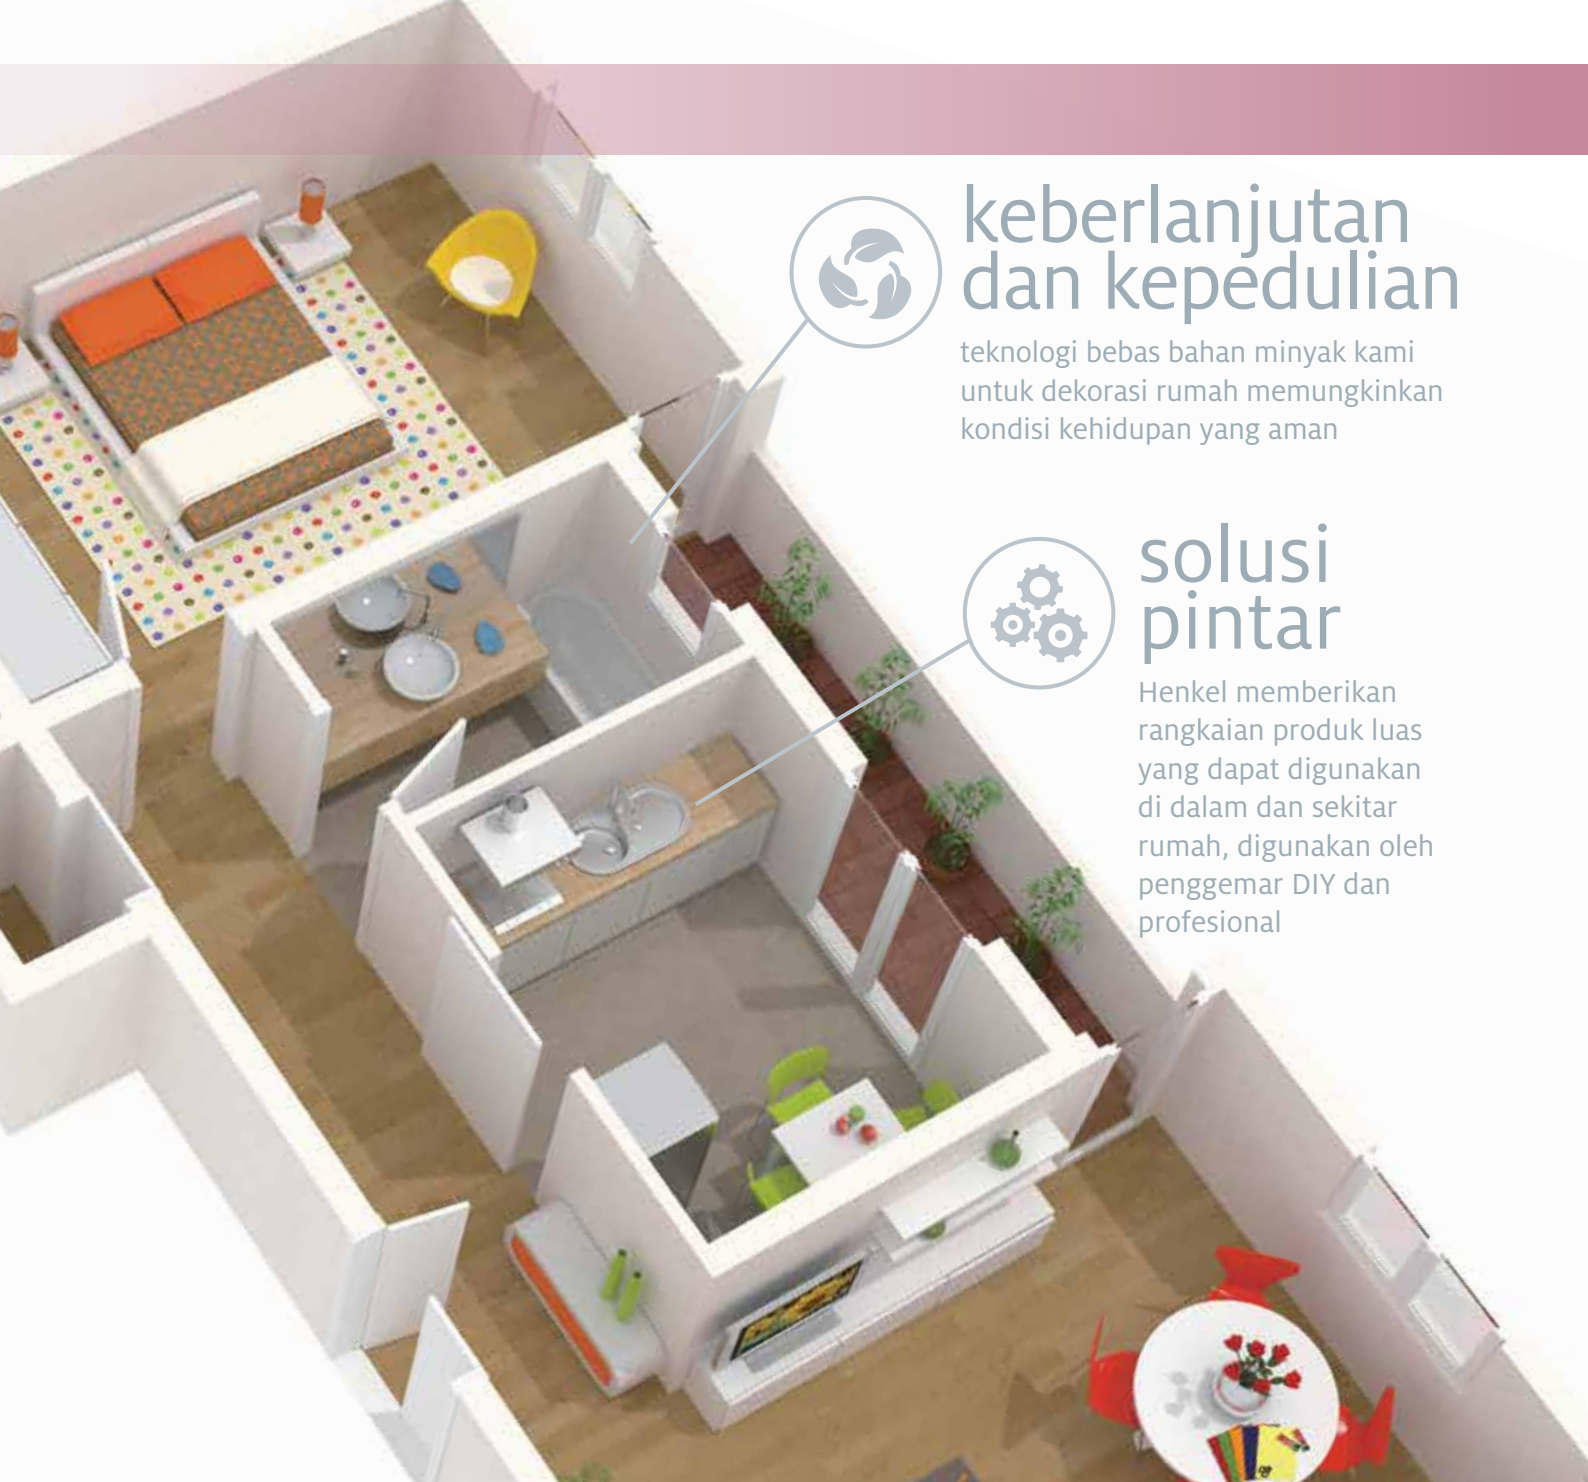 keberlanjutan
dan kepedulian
teknologi bebas bahan minyak kami
untuk dekorasi rumah memungkinkan
kondisi kehidupan yang aman
solusi
pintar
Henkel memberikan
rangkaian produk luas
yang dapat digunakan
di dalam dan sekitar
rumah, digunakan oleh
penggemar DIY dan
profesional